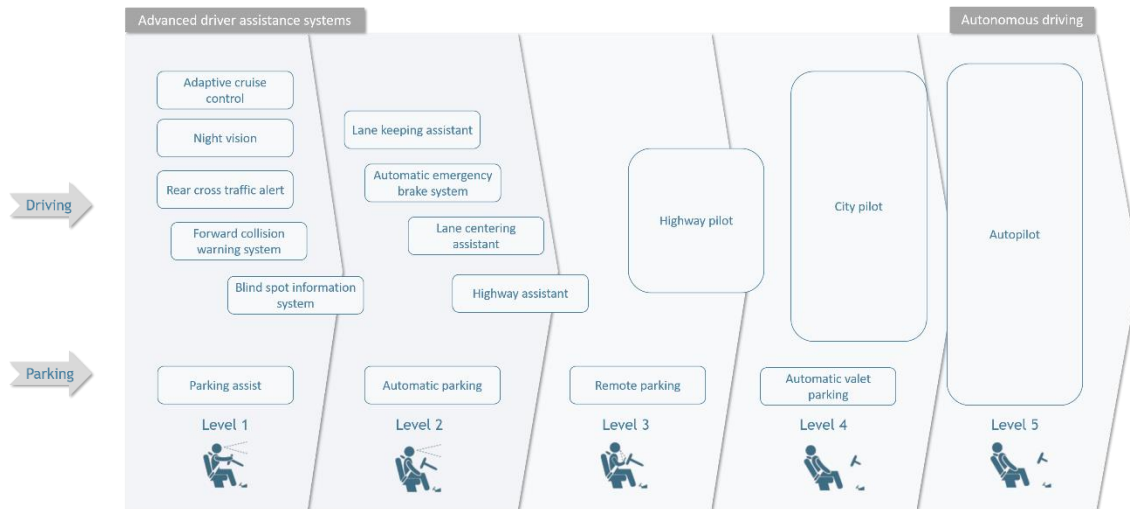 Advanced driver assistance systems
Autonomous driving
Adaptive cruise
control
Night vision
Rear cross traffic alert
Forward collision
warning system
Blind spot information
system
Lane keeping assistant
Automatic emergency
brake system
Lane centering
assistant
Highway assistant
Highway pilot
City pilot
Autopilot
Driving
Parking
Parking assist
Automatic parking
Remote parking
Automatic valet
parking
Level 1
Level 2
Level 3
Level 4
Level 5